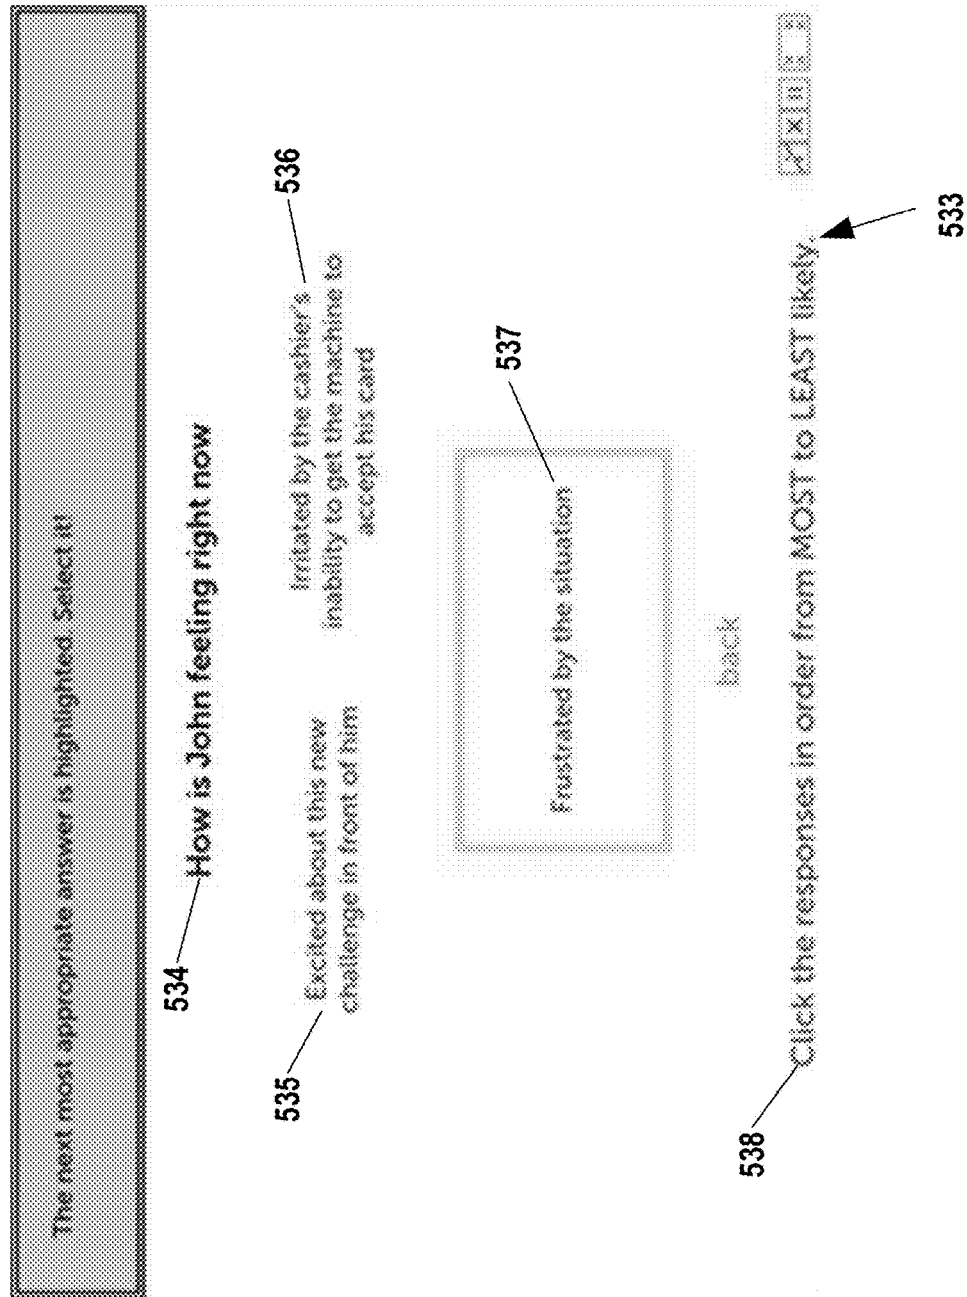 The next most appropriate answer is highlighted. Select it!
534
How is John feeling right now
535
Excited about this new
challenge in front of him
536
Irritated by the cashier's
inability to get the machine to
accept his card
537
Frustrated by the situation
back
538
Click the responses in order from MOST to LEAST likely.
533